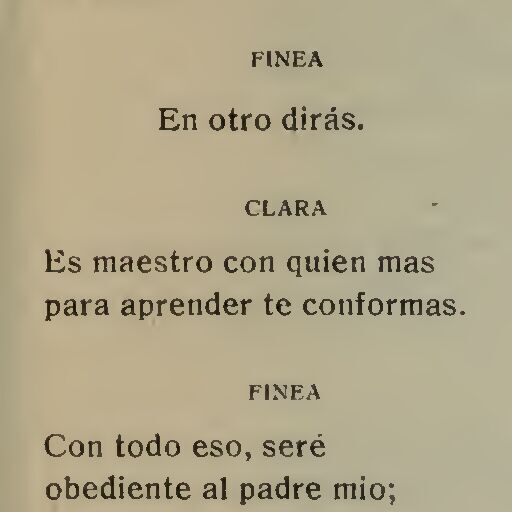 FINEA
En otro dirás.
CLARA
Es maestro con quien mas
para aprender te conformas.
FINEA
Con todo eso, seré
obediente al padre mio;